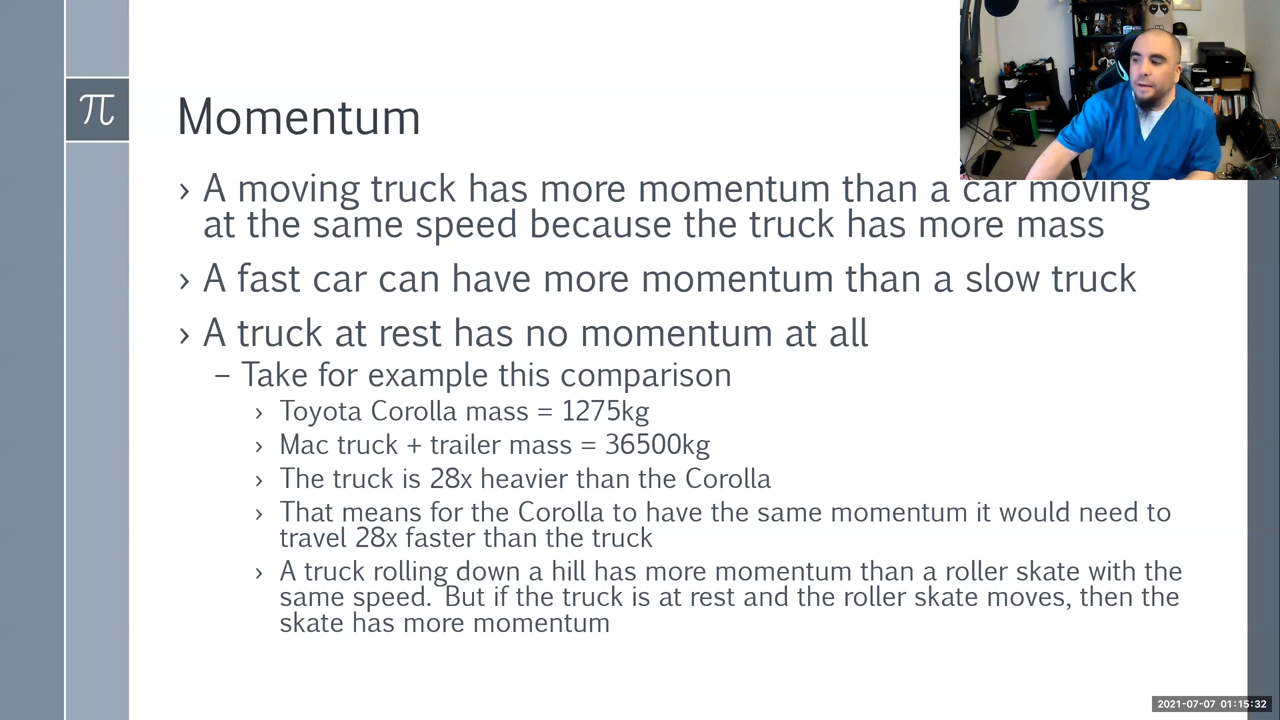 π
Momentum
› A moving truck has more momentum than a car moving
at the same speed because the truck has more mass
› A fast car can have more momentum than a slow truck
› A truck at rest has no momentum at all
– Take for example this comparison
› Toyota Corolla mass = 1275kg
› Mac truck + trailer mass = 36500kg
› The truck is 28x heavier than the Corolla
› That means for the Corolla to have the same momentum it would need to
travel 28x faster than the truck
› A truck rolling down a hill has more momentum than a roller skate with the
same speed.  But if the truck is at rest and the roller skate moves, then the
skate has more momentum
2021-07-07 01:15:32